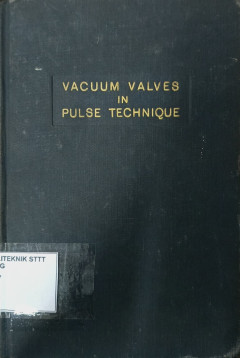 VACUUM VALVES
IN
PULSE TECHNIQUE
ITEKNIK STTT
G